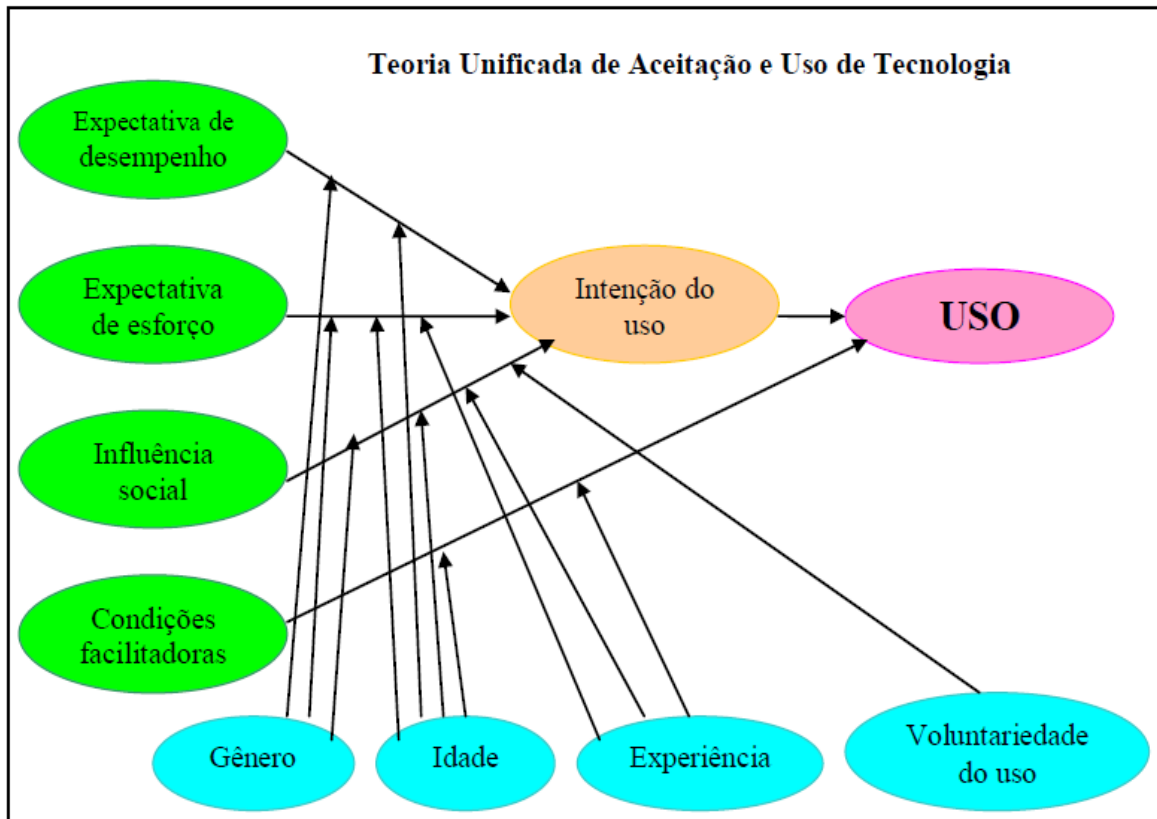 Teoria Unificada de Aceitação e Uso de Tecnologia
Expectativa de
desempenho
Expectativa
de esforço
Intenção do
uso
USO
Influência
social
Condições
facilitadoras
Gênero
Idade
Experiência
Voluntariedade
do uso